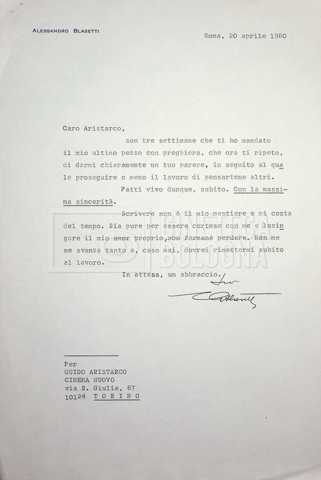 ALESSANDRO BLASETTI
Roma, 20 aprile 1980
Caro Aristarco,
son tre settimane che ti ho mandato
il mio ultimo pezzo con preghiera, che ora ti ripeto,
di darmi chiaramente un tuo parere, in seguito al qua
le proseguire o meno il lavoro di pensartene altri.
Fatti vivo dunque, subito. Con la massi-
ma sincerità.
Scrivere non è il mio mestiere e mi costa
del tempo. Sia pure per essere cortese con me e lusin
gare il mio amor proprio, non farmene perdere. Non me
ne avanza tanto e, caso mai, dovrei rimettermi subito
al lavoro.
In attesa, un abbraccio.
CINETECA
BOLOGNA
Per
GUIDO ARISTARCO
CINEMA NUOVO
via S. Giulia, 67
10124 TORINO